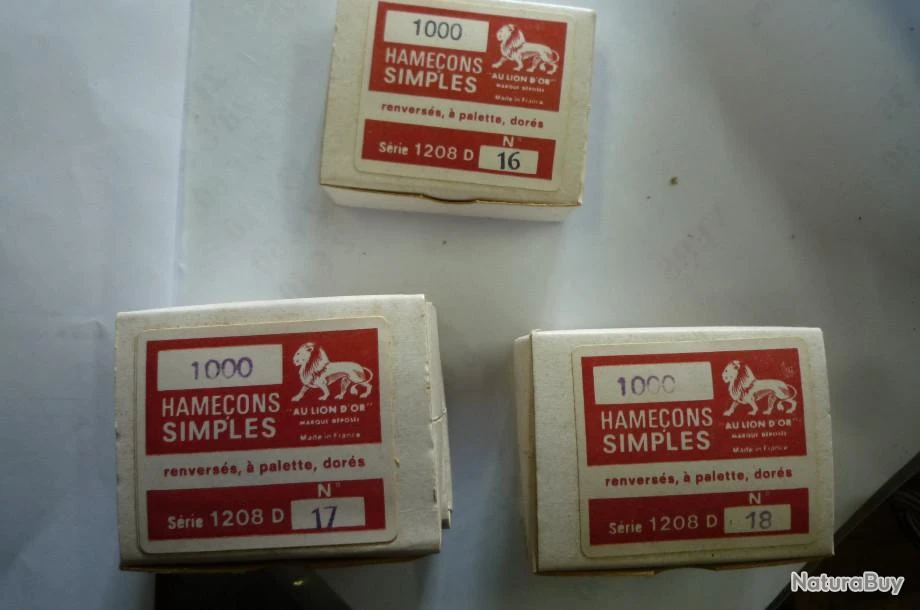 1000
HAMEÇONS
SIMPLES
"AU LION D'OR"
MARQUE DÉPOSÉE
Made in France
renversés, à palette, dorés
N°
Série 1208 D 16
1000
HAMEÇONS
SIMPLES
"AU LION D'OR"
MARQUE DÉPOSÉE
Made in France
renversés, à palette, dorés
N°
Série 1208 D 17
1000
HAMEÇONS
SIMPLES
"AU LION D'OR"
MARQUE DÉPOSÉE
Made in France
renversés, à palette, dorés
N°
Série 1208 D 18
NaturaBuy